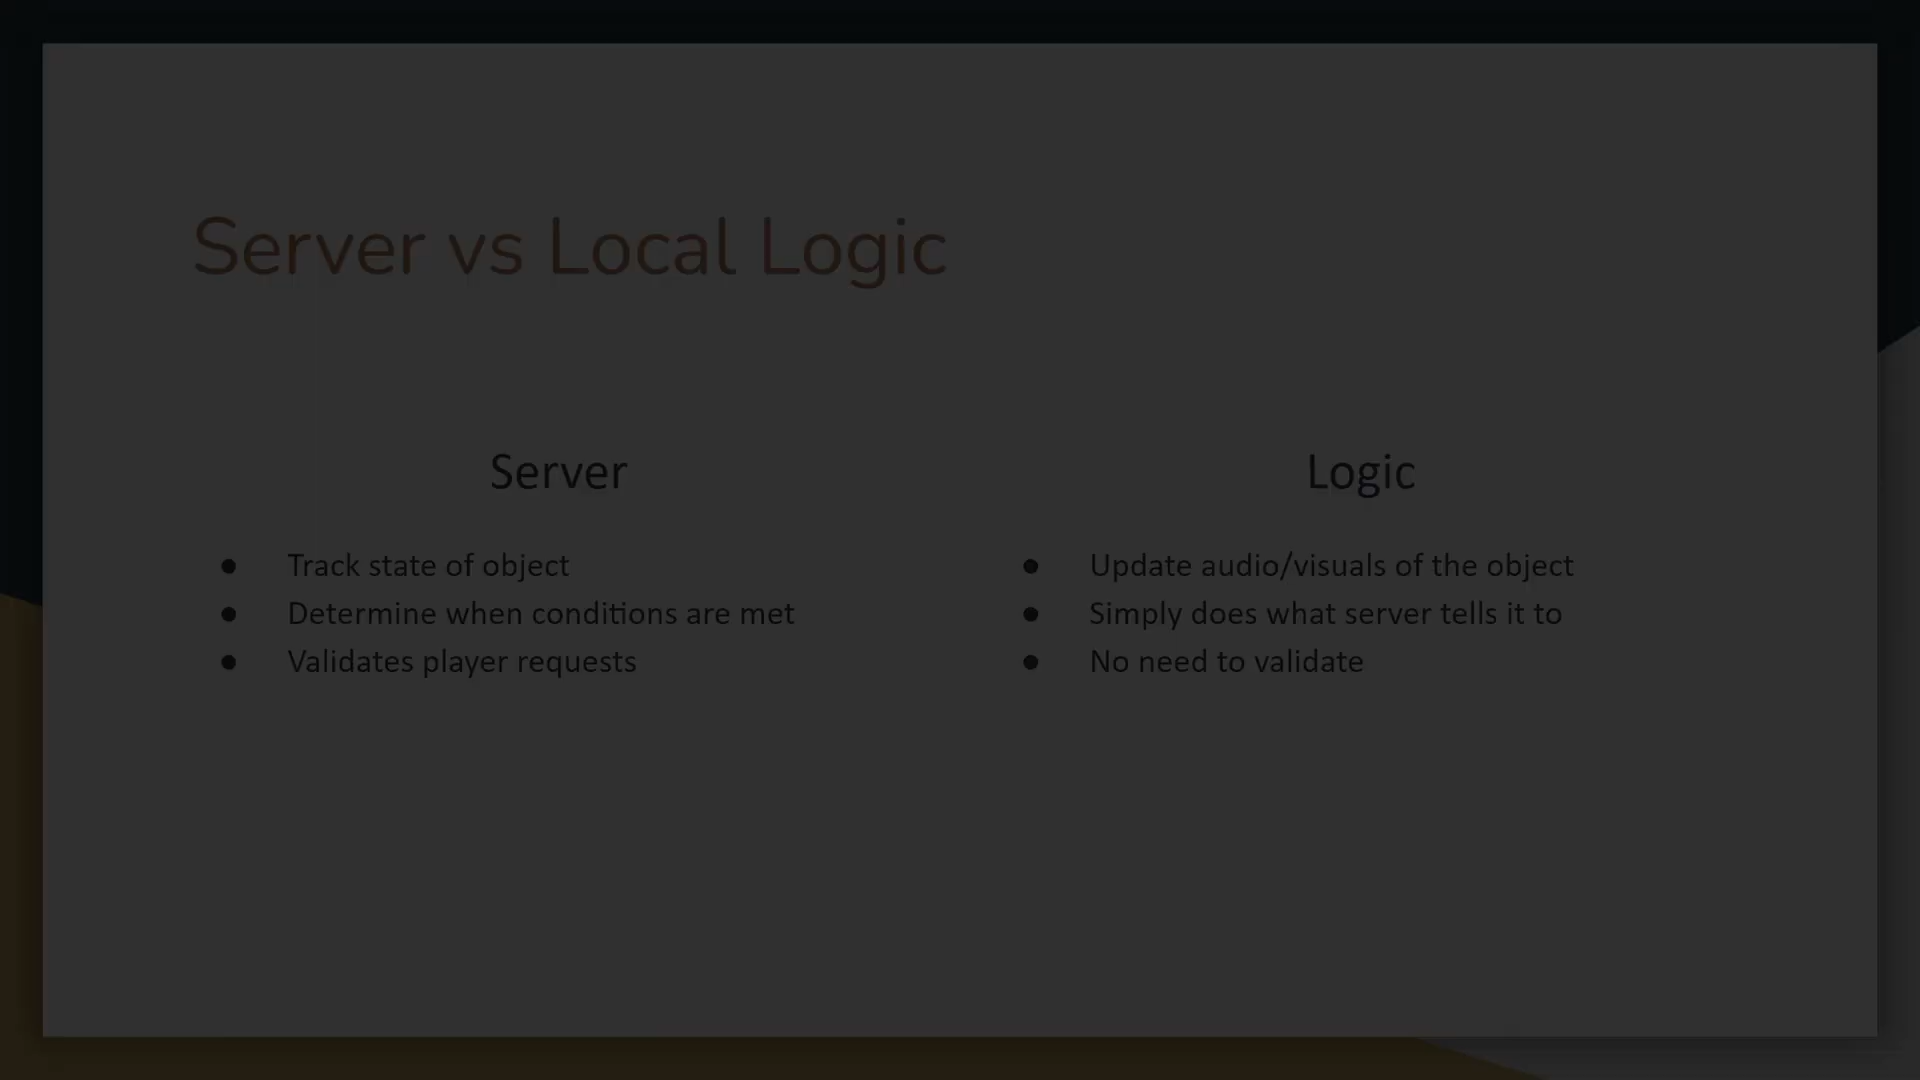 Server vs Local Logic
Server
● Track state of object
● Determine when conditions are met
● Validates player requests
Logic
● Update audio/visuals of the object
● Simply does what server tells it to
● No need to validate